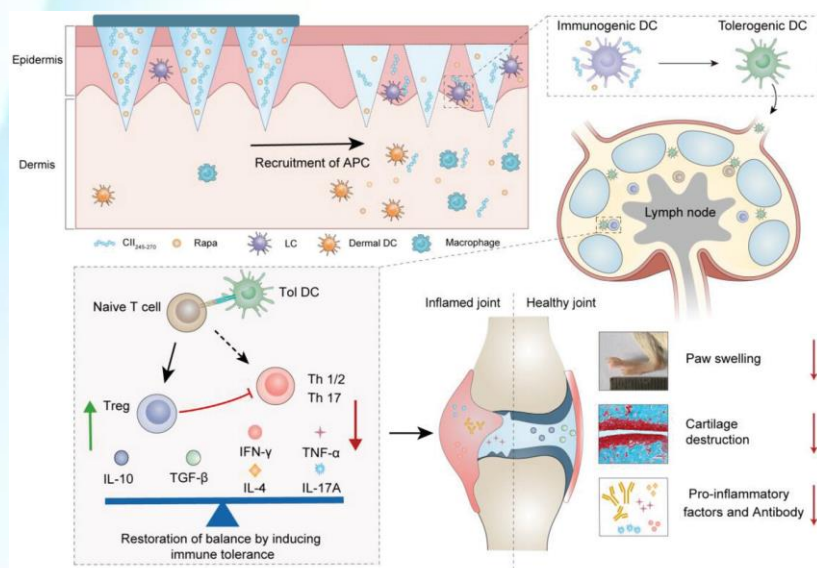 Epidermis
Dermis
Recruitment of APC
CII₂₄₅₋₂₇₀
Rapa
LC
Dermal DC
Macrophage
Immunogenic DC
Tolerogenic DC
Lymph node
Naive T cell
Tol DC
Treg
Th 1/2
Th 17
IL-10
TGF-β
IFN-γ
TNF-α
IL-4
IL-17A
Restoration of balance by inducing
immune tolerance
Inflamed joint
Healthy joint
Paw swelling
Cartilage
destruction
Pro-inflammatory
factors and Antibody